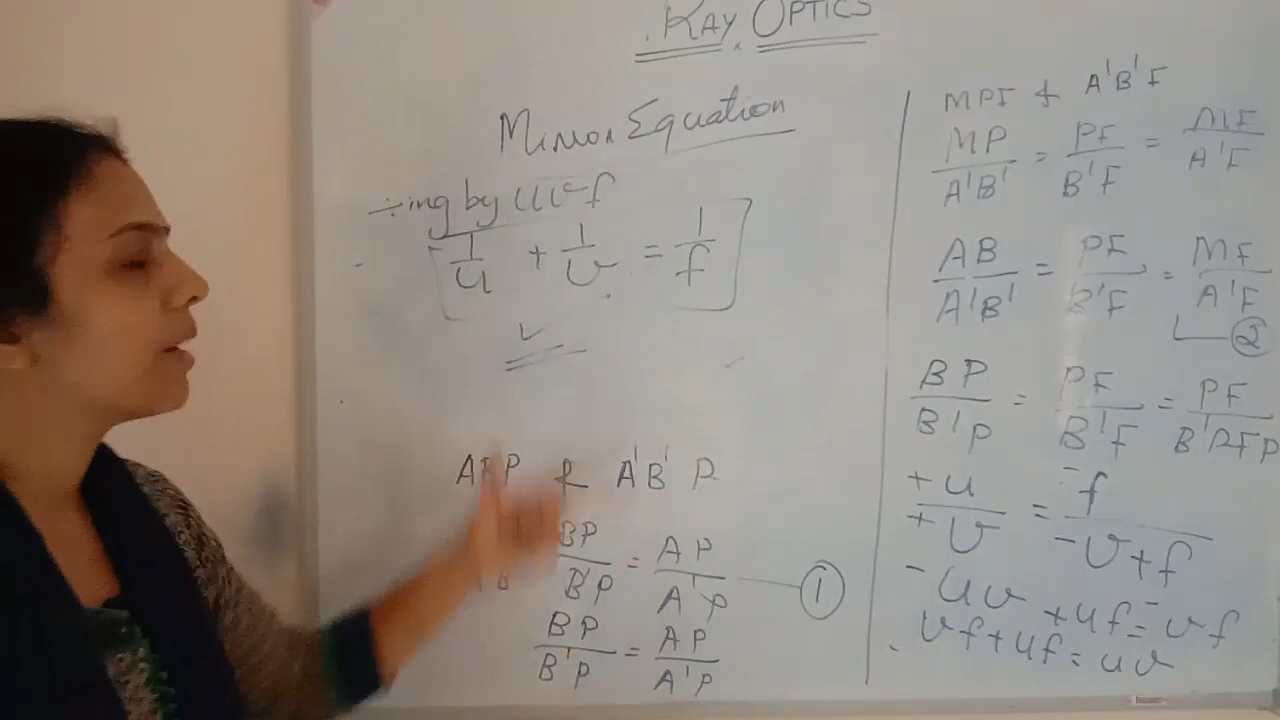 RAY OPTICS
Mirror Equation
÷ing by uvf
1/u + 1/v = 1/f
ABP & A'B'P
BP/B'P = AP/A'P — ①
BP/B'P = AP/A'P
MPF & A'B'F
MP/A'B' = PF/B'F = MF/A'F
AB/A'B' = PF/B'F = MF/A'F
②
BP/B'P = PF/B'F = PF/B'P-FP
+u/+v = -f/-v+f
-uv + uf = -vf
vf + uf = uv